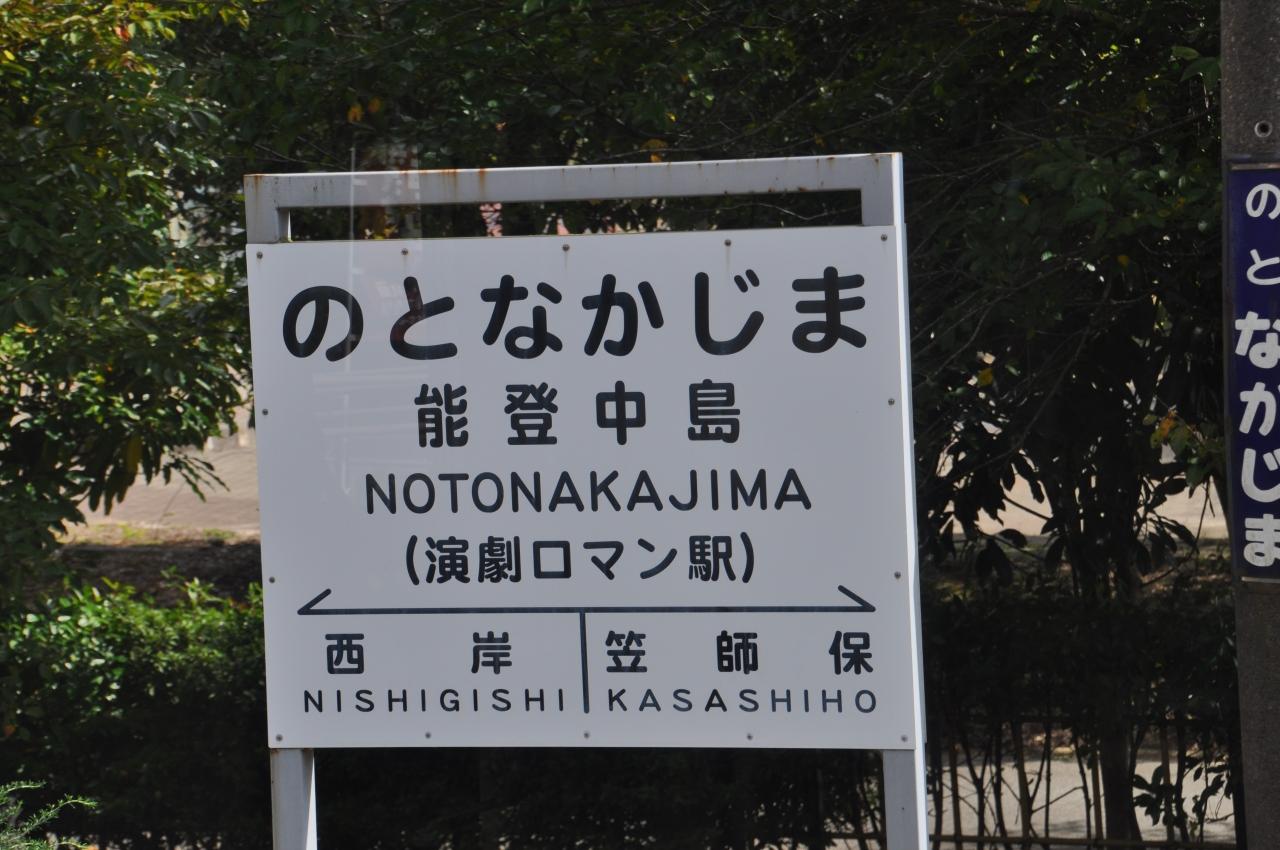 のとなかじま
能登中島
NOTONAKAJIMA
(演劇ロマン駅)
西岸 笠師保
NISHIGISHI KASASHIHO
のとなかじま